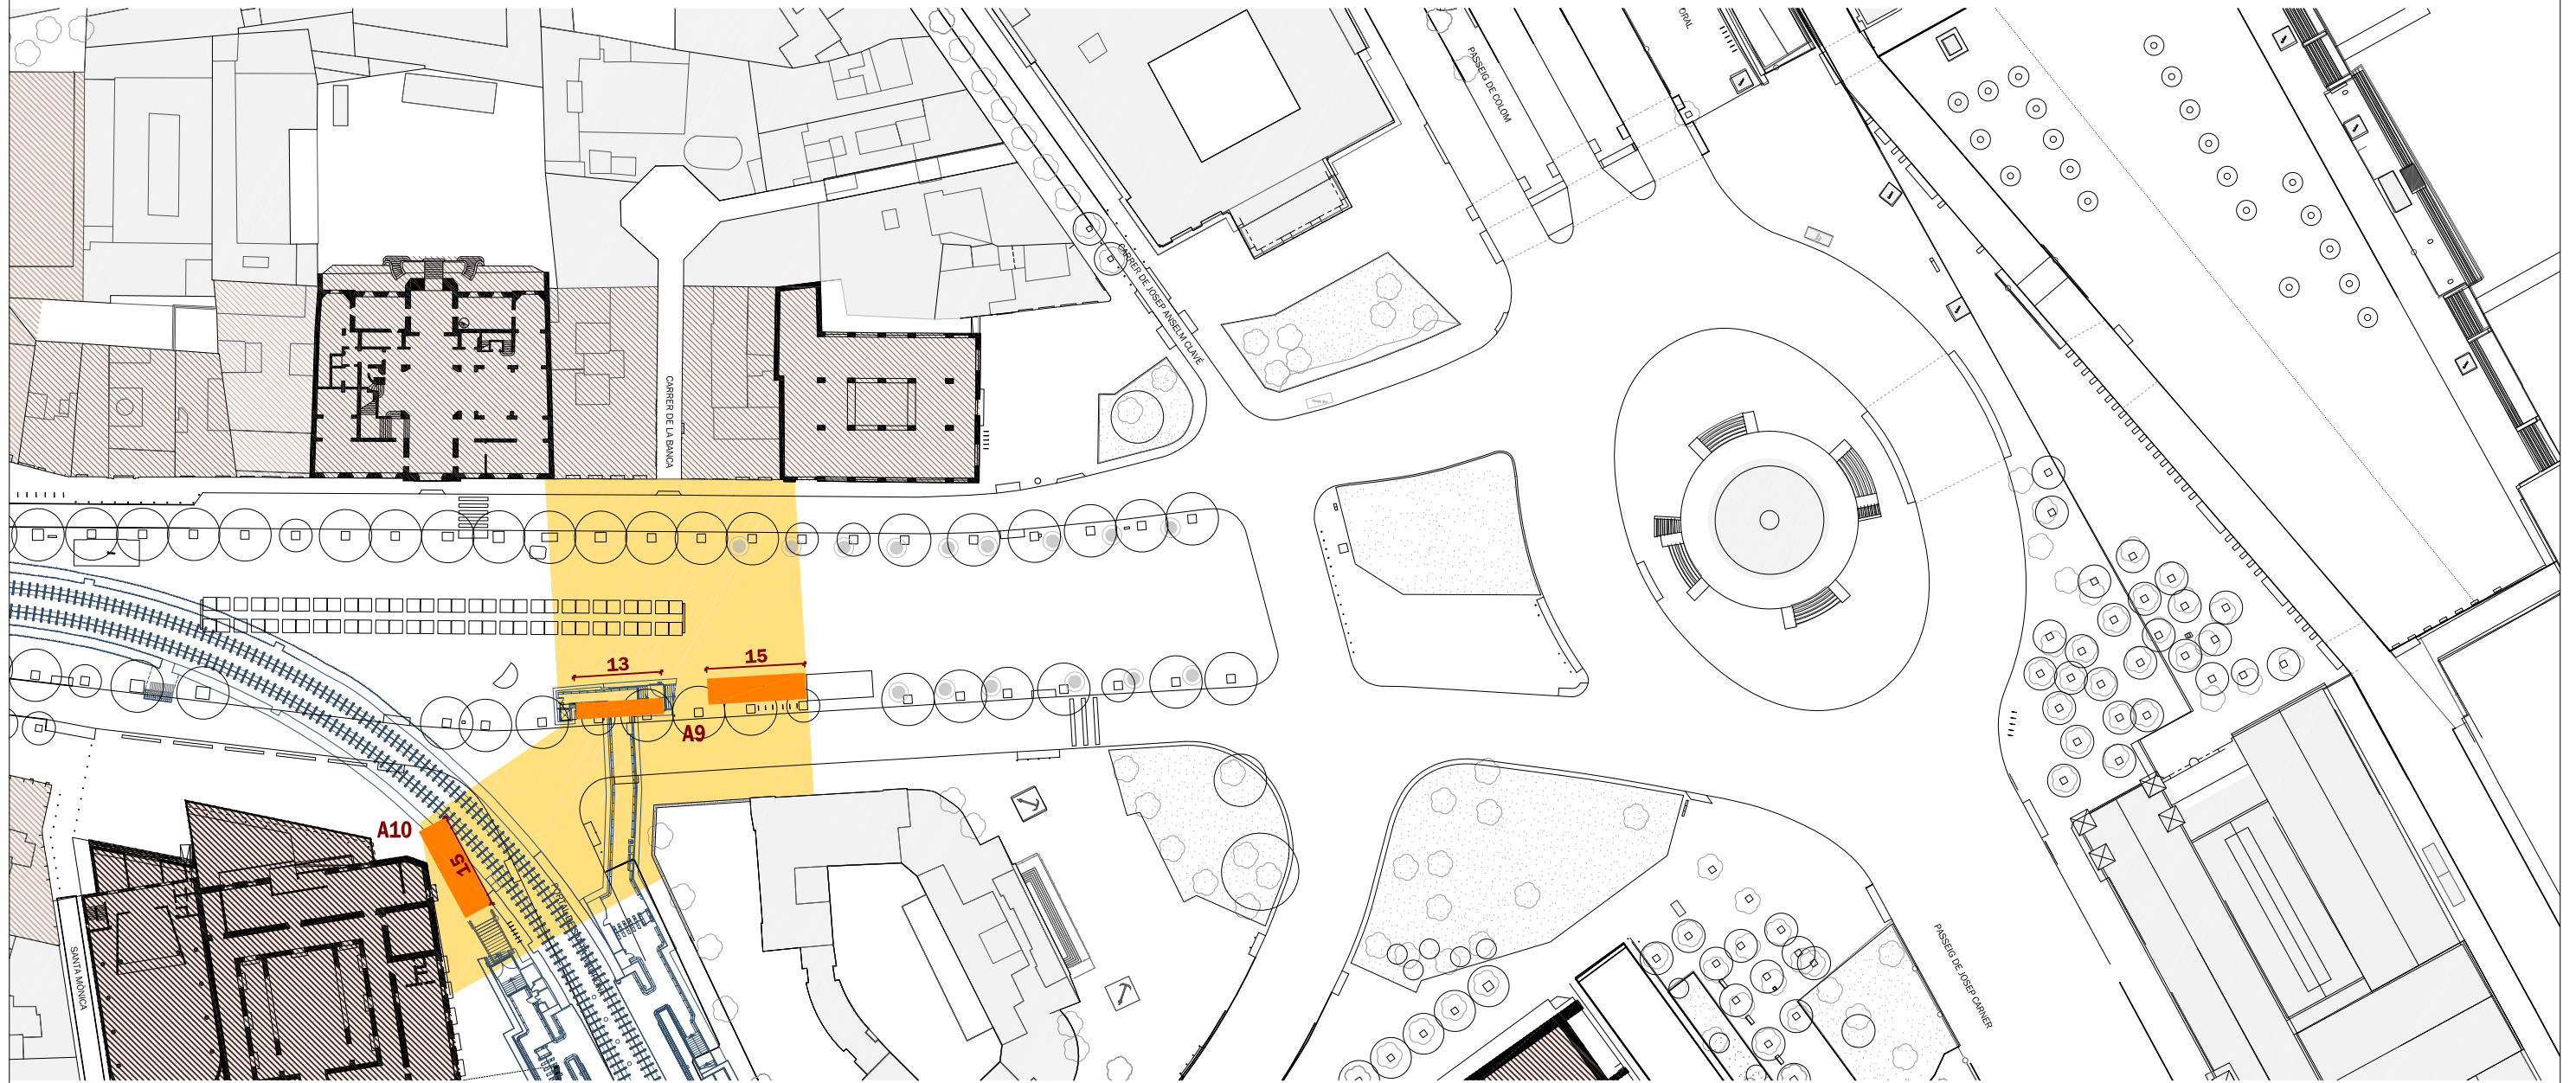 ORAL
PASSEIG DE COLOM
CARRER DE JOSEP ANSELM CLAVÉ
CARRER DE LA BANCA
13
15
A9
A10
15
SANTA MÒNICA
PASSEIG DE JOSEP CARNER